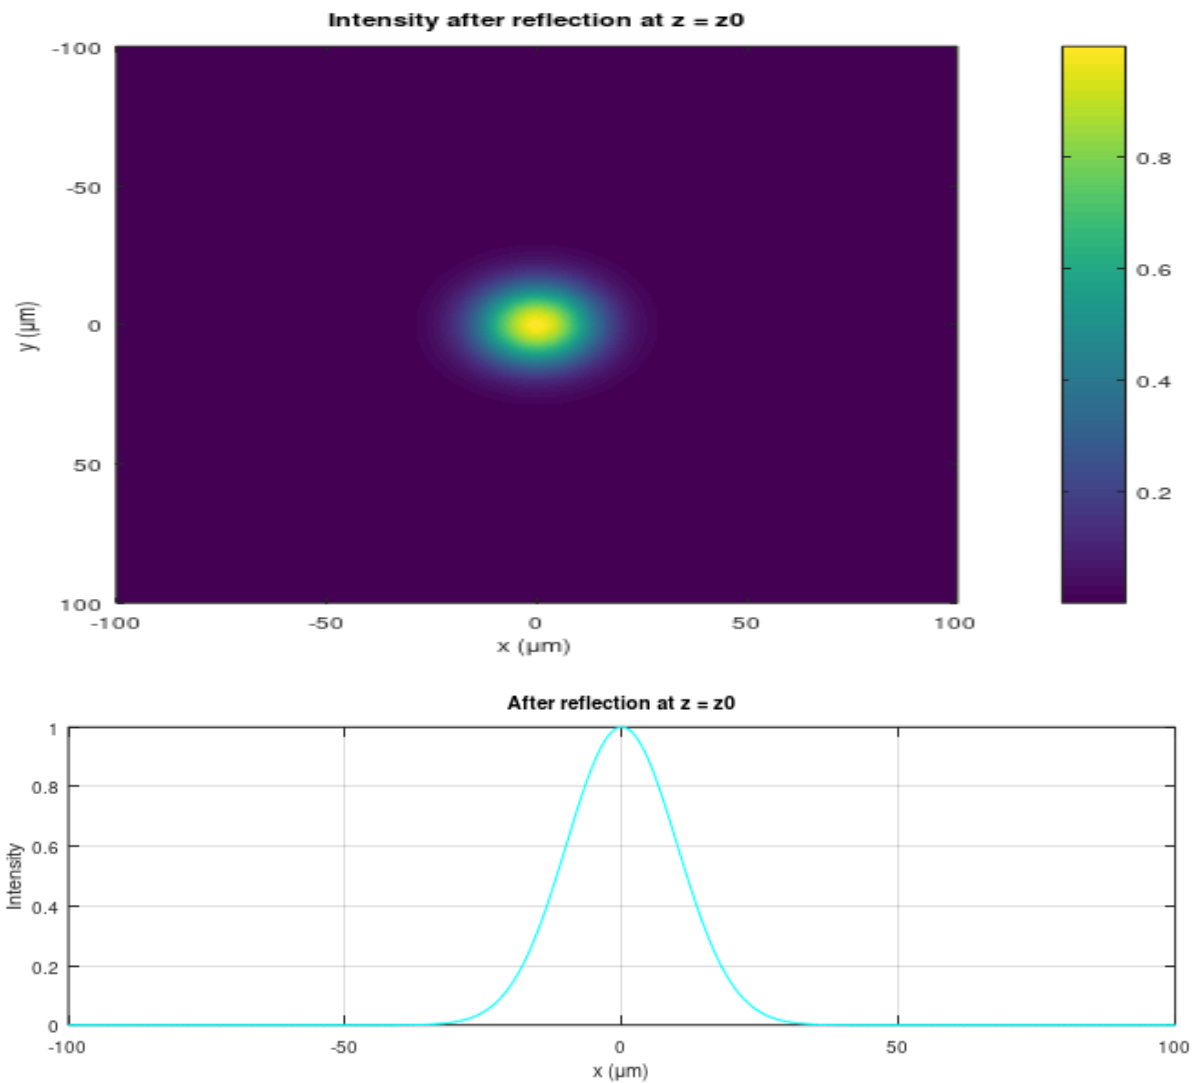 Intensity after reflection at z = z0
-100
-50
0
50
100
y (μm)
-100 -50 0 50 100
x (μm)
0.8
0.6
0.4
0.2
After reflection at z = z0
1
0.8
0.6
0.4
0.2
0
Intensity
-100 -50 0 50 100
x (μm)